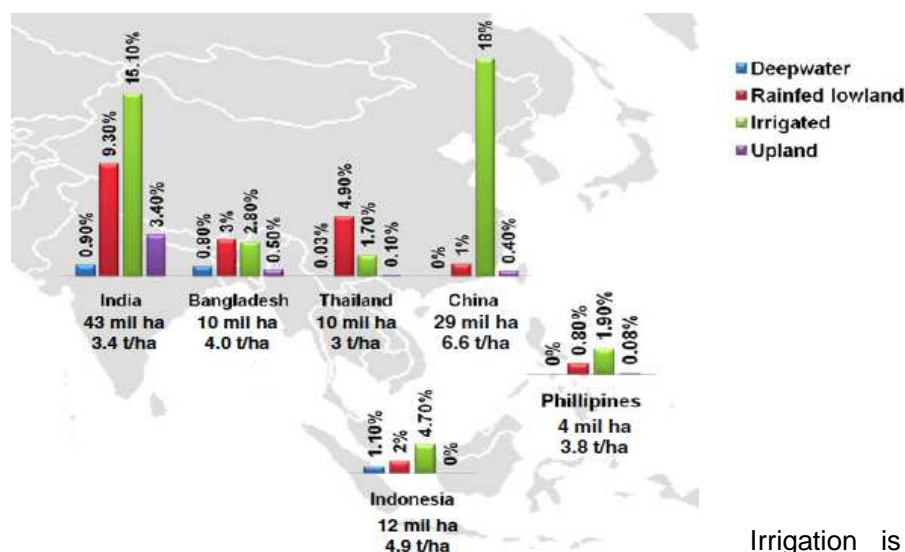 Deepwater
Rainfed lowland
Irrigated
Upland
0.90%
9.30%
15.10%
3.40%
India
43 mil ha
3.4 t/ha
0.80%
3%
2.80%
0.50%
Bangladesh
10 mil ha
4.0 t/ha
0.03%
4.90%
1.70%
0.10%
Thailand
10 mil ha
3 t/ha
0%
1%
18%
0.40%
China
29 mil ha
6.6 t/ha
0%
0.80%
1.90%
0.08%
Phillipines
4 mil ha
3.8 t/ha
1.10%
2%
4.70%
0%
Indonesia
12 mil ha
4.9 t/ha
Irrigation is